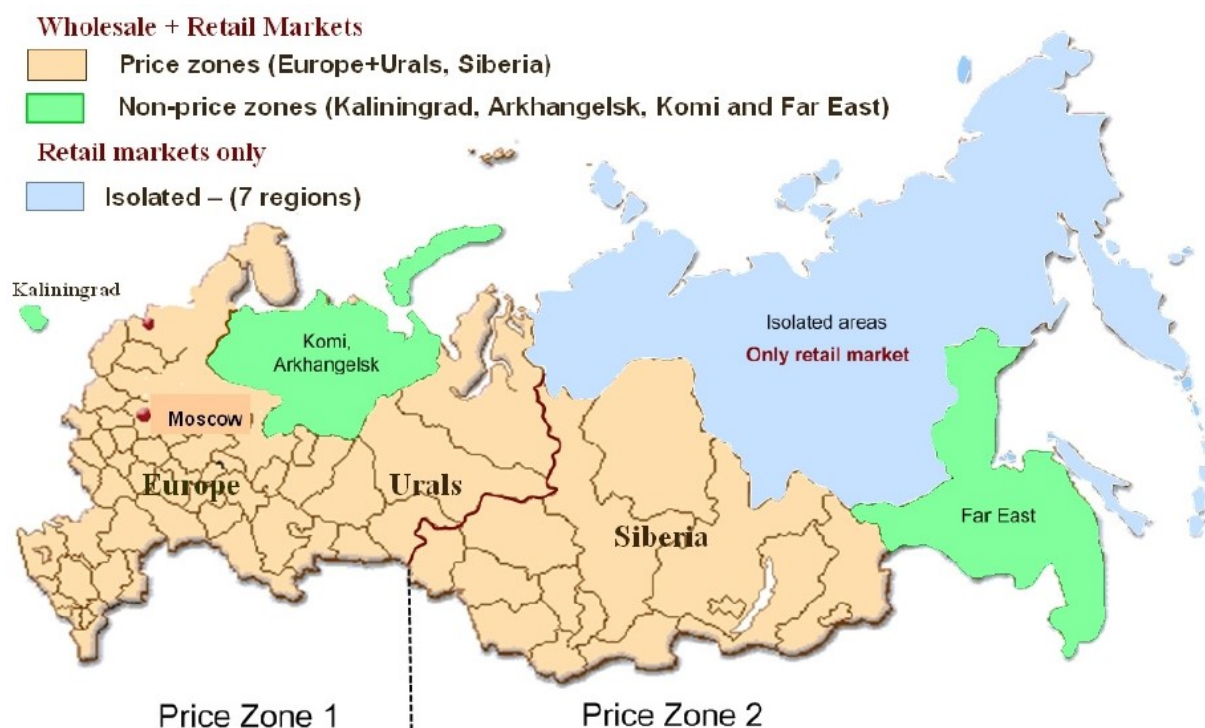 Wholesale + Retail Markets
Price zones (Europe+Urals, Siberia)
Non-price zones (Kaliningrad, Arkhangelsk, Komi and Far East)
Retail markets only
Isolated – (7 regions)
Kaliningrad
Komi,
Arkhangelsk
Isolated areas
Only retail market
Moscow
Europe
Urals
Siberia
Far East
Price Zone 1
Price Zone 2